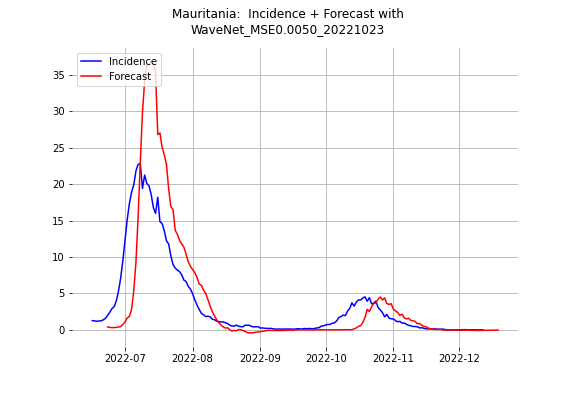 Mauritania:  Incidence + Forecast with
WaveNet_MSE0.0050_20221023
Incidence
Forecast
35
30
25
20
15
10
5
0
2022-07 2022-08 2022-09 2022-10 2022-11 2022-12